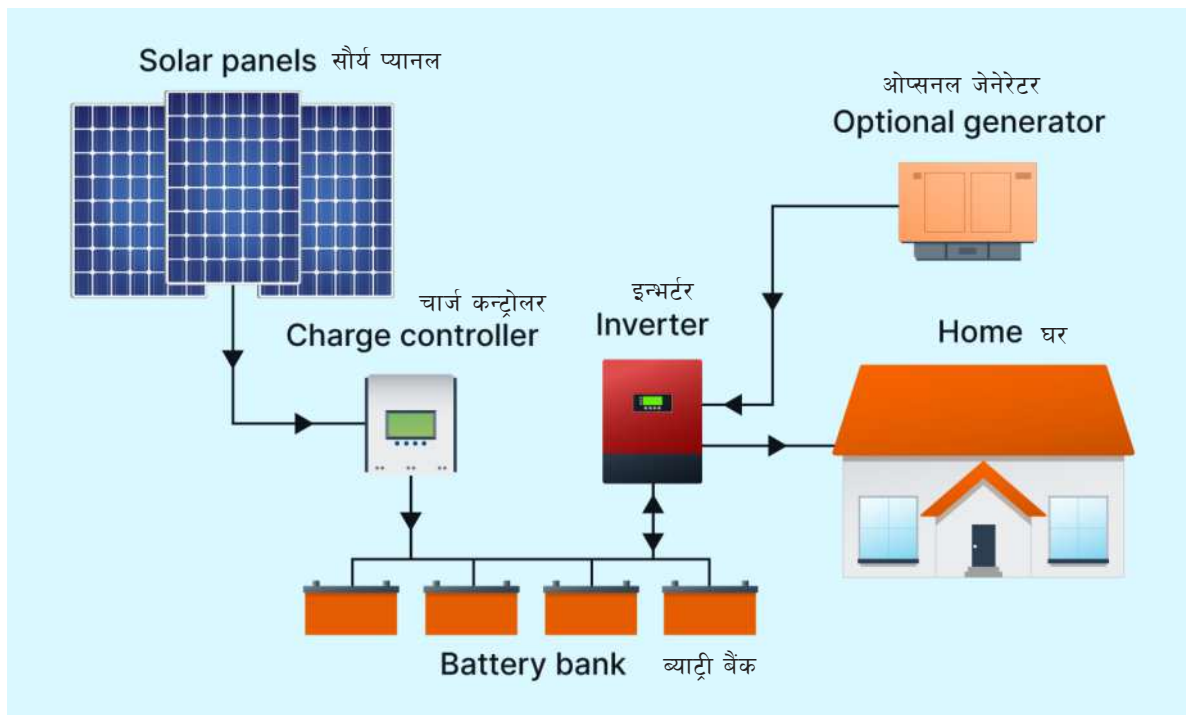 Solar panels सौर्य प्यानल
ओप्सनल जेनेरेटर
Optional generator
चार्ज कन्ट्रोलर
Charge controller
इन्भर्टर
Inverter
Home घर
Battery bank ब्याट्री बैंक